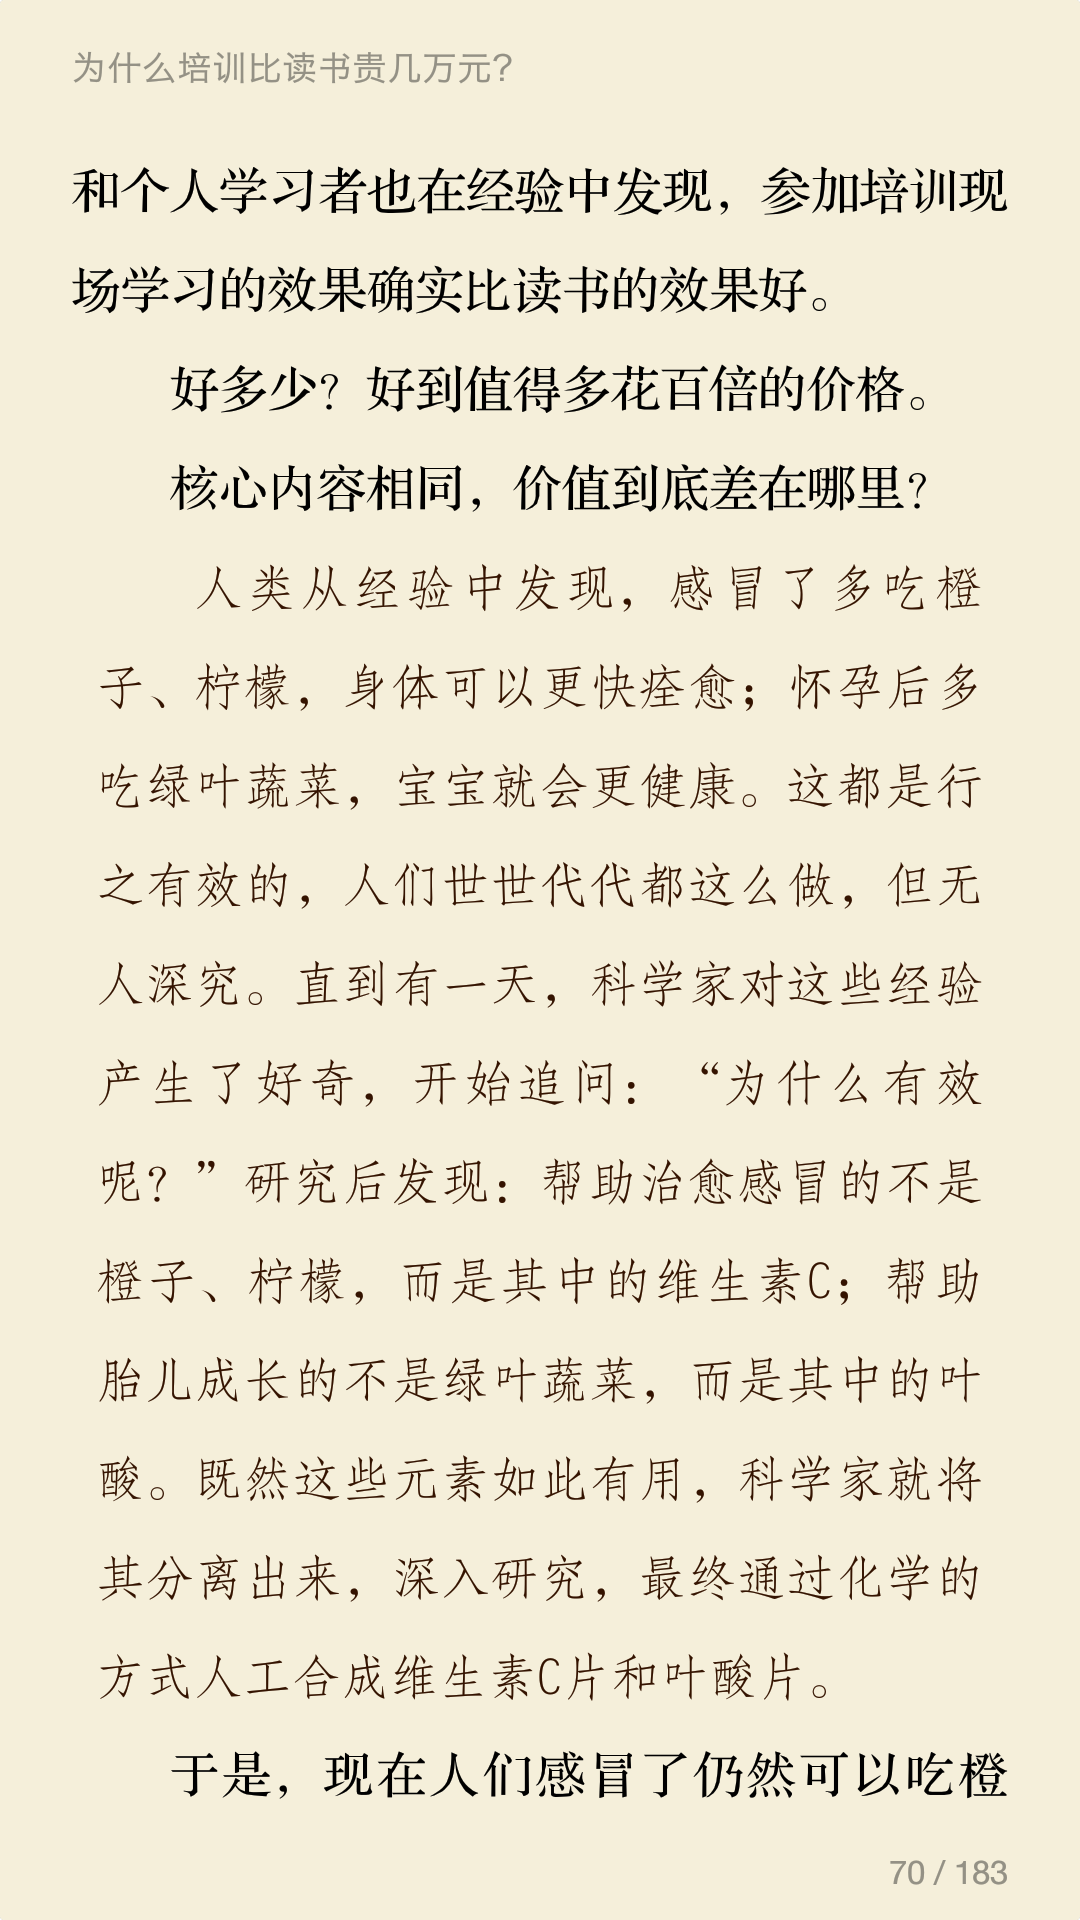 为什么培训比读书贵几万元？
和个人学习者也在经验中发现，参加培训现
场学习的效果确实比读书的效果好。
好多少？好到值得多花百倍的价格。
核心内容相同，价值到底差在哪里？
人类从经验中发现，感冒了多吃橙
子、柠檬，身体可以更快痊愈；怀孕后多
吃绿叶蔬菜，宝宝就会更健康。这都是行
之有效的，人们世世代代都这么做，但无
人深究。直到有一天，科学家对这些经验
产生了好奇，开始追问：“为什么有效
呢？”研究后发现：帮助治愈感冒的不是
橙子、柠檬，而是其中的维生素C；帮助
胎儿成长的不是绿叶蔬菜，而是其中的叶
酸。既然这些元素如此有用，科学家就将
其分离出来，深入研究，最终通过化学的
方式人工合成维生素C片和叶酸片。
于是，现在人们感冒了仍然可以吃橙
70 / 183